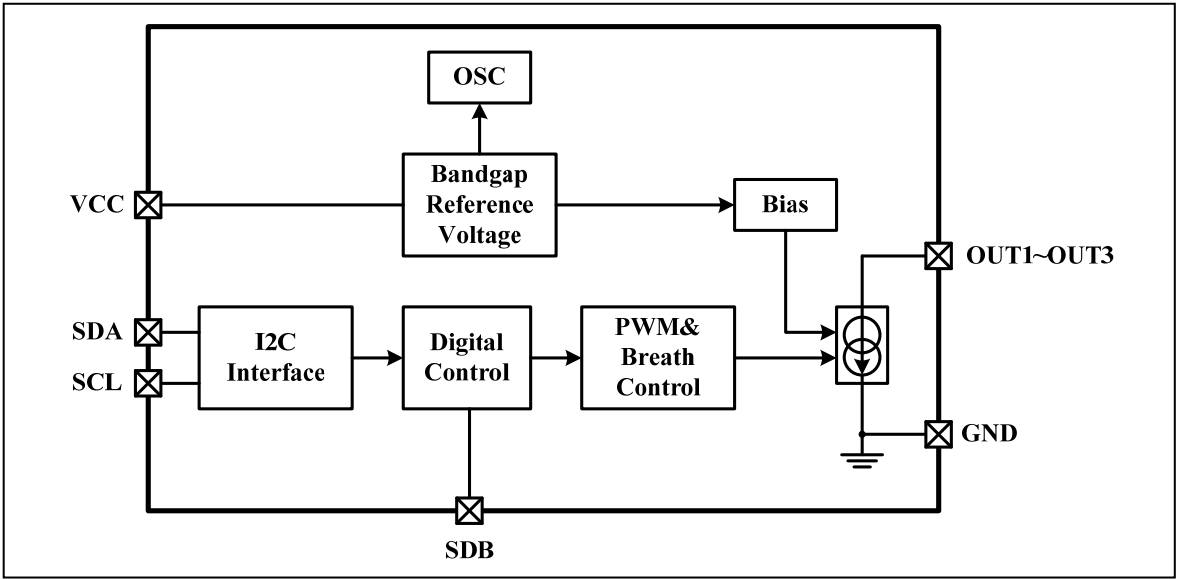 OSC
Bandgap
Reference
Voltage
VCC
Bias
OUT1~OUT3
SDA
SCL
I2C
Interface
Digital
Control
PWM&
Breath
Control
GND
SDB